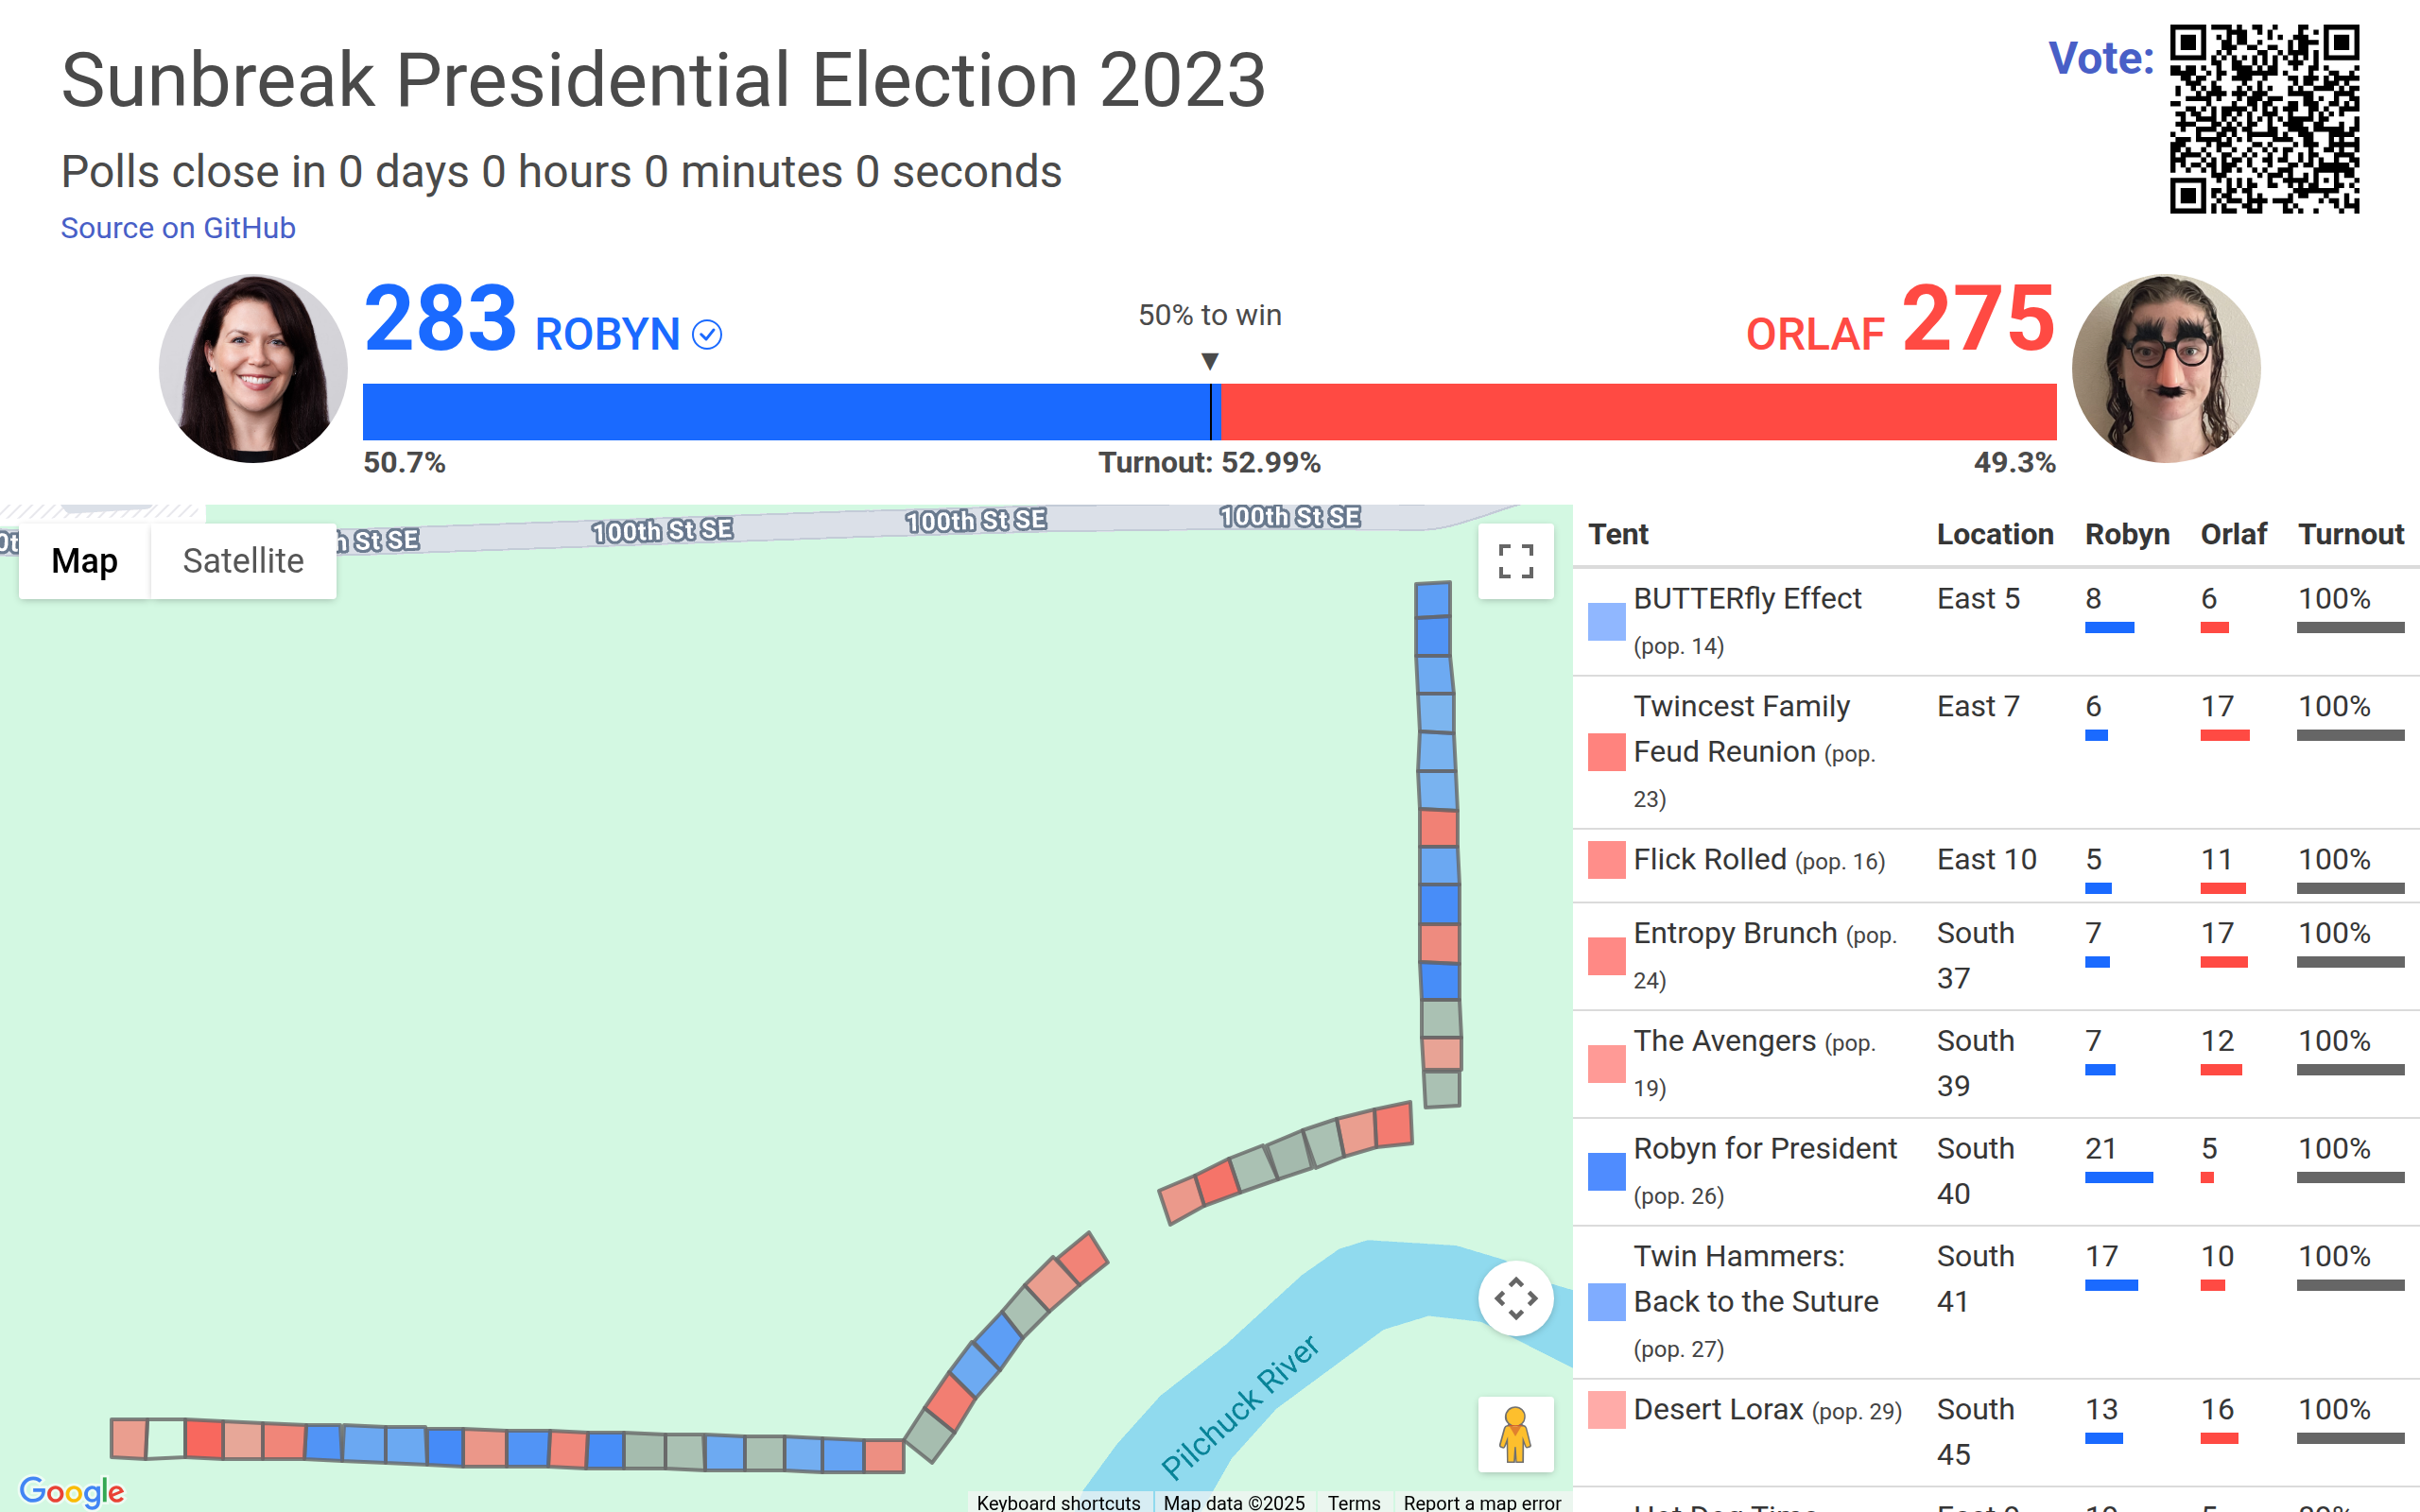 Sunbreak Presidential Election 2023
Vote:
Polls close in 0 days 0 hours 0 minutes 0 seconds
Source on GitHub
283 ROBYN
50% to win
ORLAF 275
50.7%
Turnout: 52.99%
49.3%
100th St SE
100th St SE
100th St SE
h St SE
Map
Satellite
Pilchuck River
Google
Keyboard shortcuts
Map data ©2025
Terms
Report a map error
Tent Location Robyn Orlaf Turnout
BUTTERfly Effect East 5 8 6 100%
(pop. 14)
Twincest Family East 7 6 17 100%
Feud Reunion (pop.
23)
Flick Rolled (pop. 16) East 10 5 11 100%
Entropy Brunch (pop. South 7 17 100%
24) 37
The Avengers (pop. South 7 12 100%
19) 39
Robyn for President South 21 5 100%
(pop. 26) 40
Twin Hammers: South 17 10 100%
Back to the Suture 41
(pop. 27)
Desert Lorax (pop. 29) South 13 16 100%
45